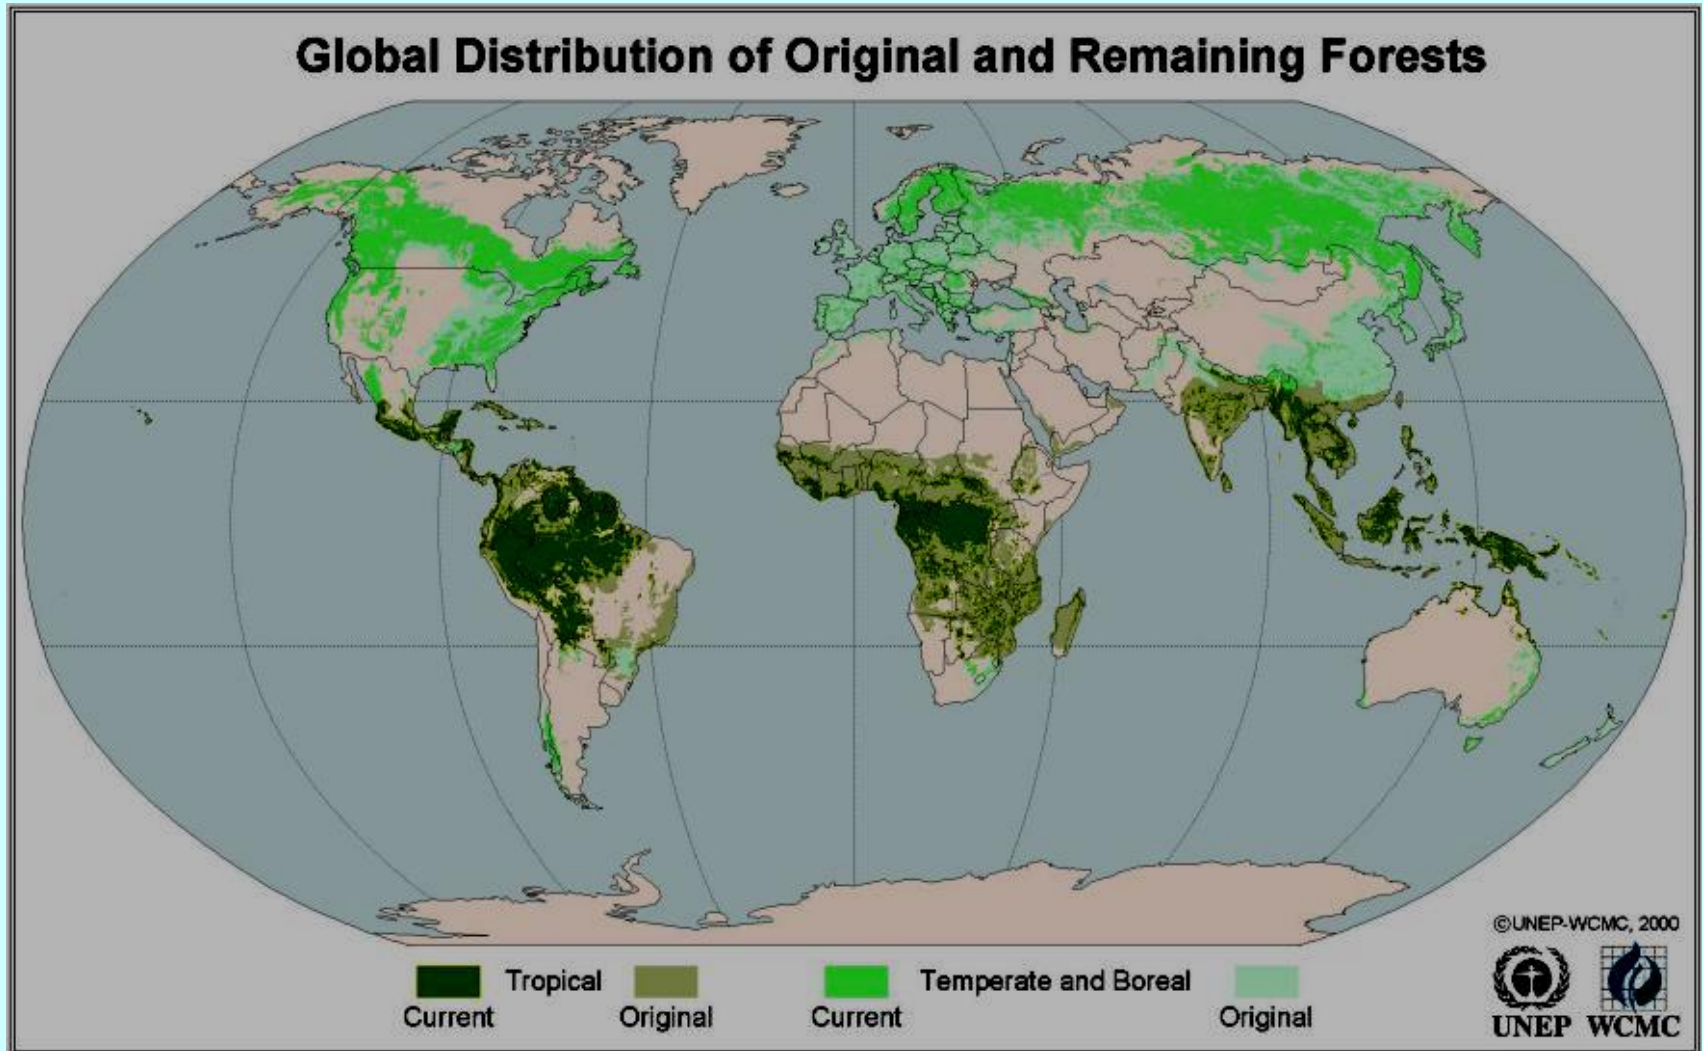 Global Distribution of Original and Remaining Forests
©UNEP-WCMC, 2000
Tropical
Temperate and Boreal
Current
Original
Current
Original
UNEP WCMC